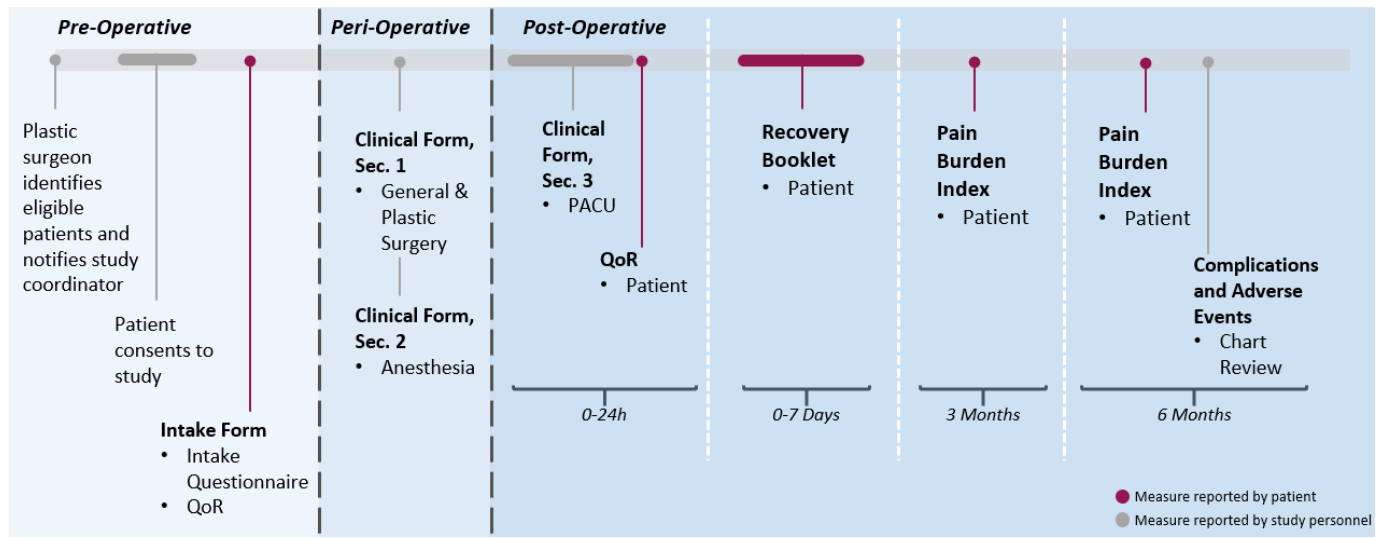 Pre-Operative
Peri-Operative
Post-Operative
Plastic
surgeon
identifies
eligible
patients and
notifies study
coordinator
Patient
consents to
study
Intake Form
• Intake
Questionnaire
• QoR
Clinical Form,
Sec. 1
• General &
Plastic
Surgery
Clinical Form,
Sec. 2
• Anesthesia
Clinical
Form,
Sec. 3
• PACU
QoR
• Patient
0-24h
Recovery
Booklet
• Patient
0-7 Days
Pain
Burden
Index
• Patient
3 Months
Pain
Burden
Index
• Patient
Complications
and Adverse
Events
• Chart
Review
6 Months
Measure reported by patient
Measure reported by study personnel